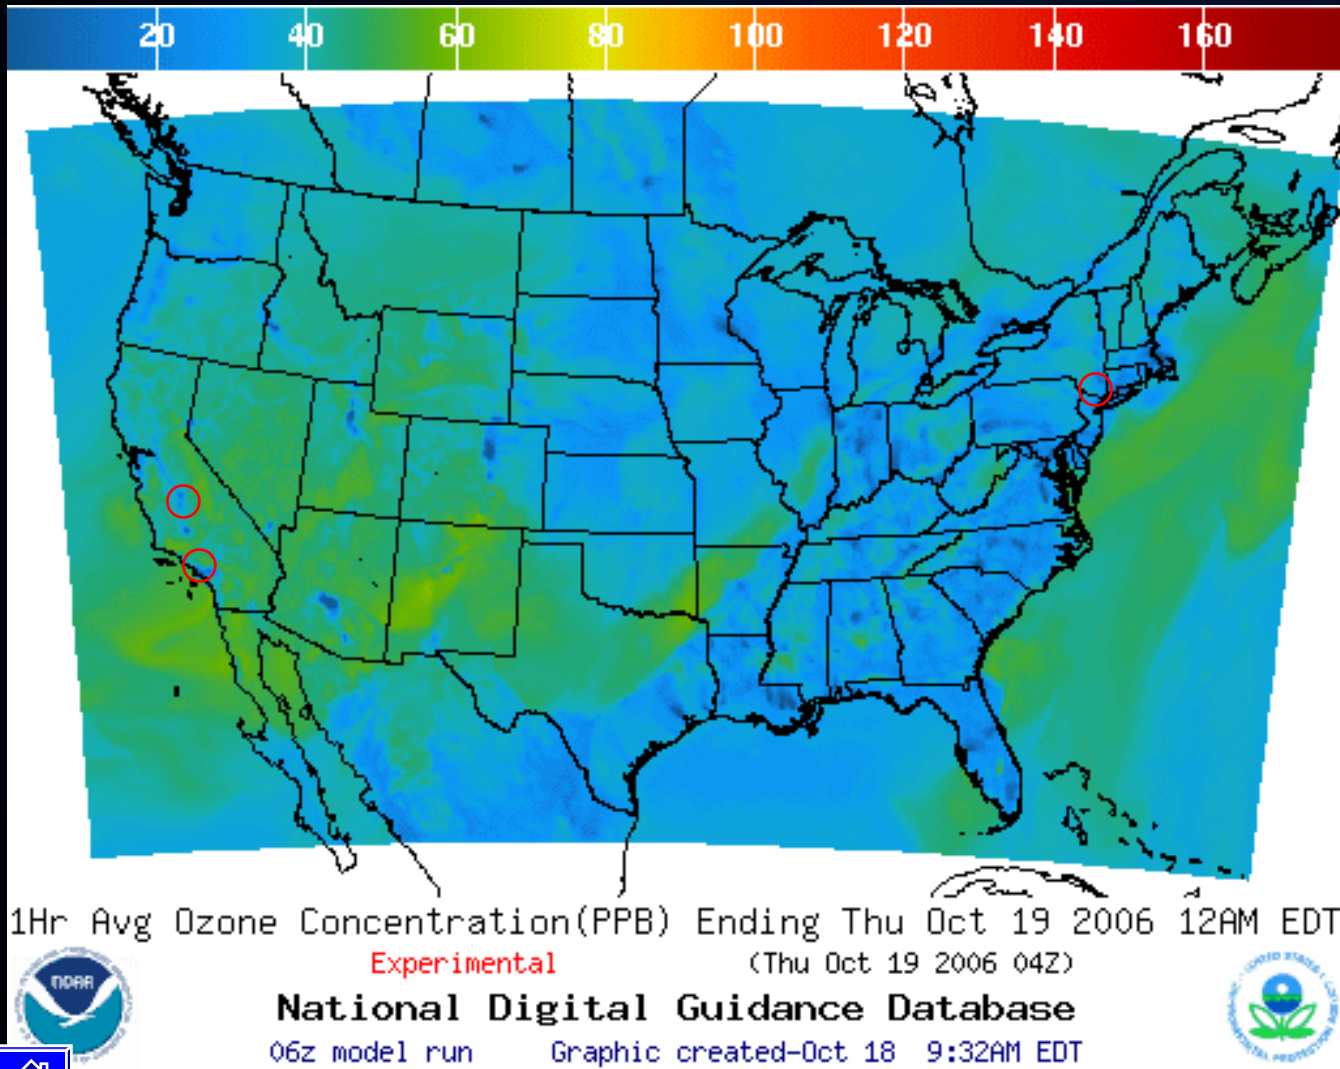 20 40 60 80 100 120 140 160
1Hr Avg Ozone Concentration(PPB) Ending Thu Oct 19 2006 12AM EDT
Experimental (Thu Oct 19 2006 04Z)
National Digital Guidance Database
06z model run Graphic created-Oct 18 9:32AM EDT
NOAA